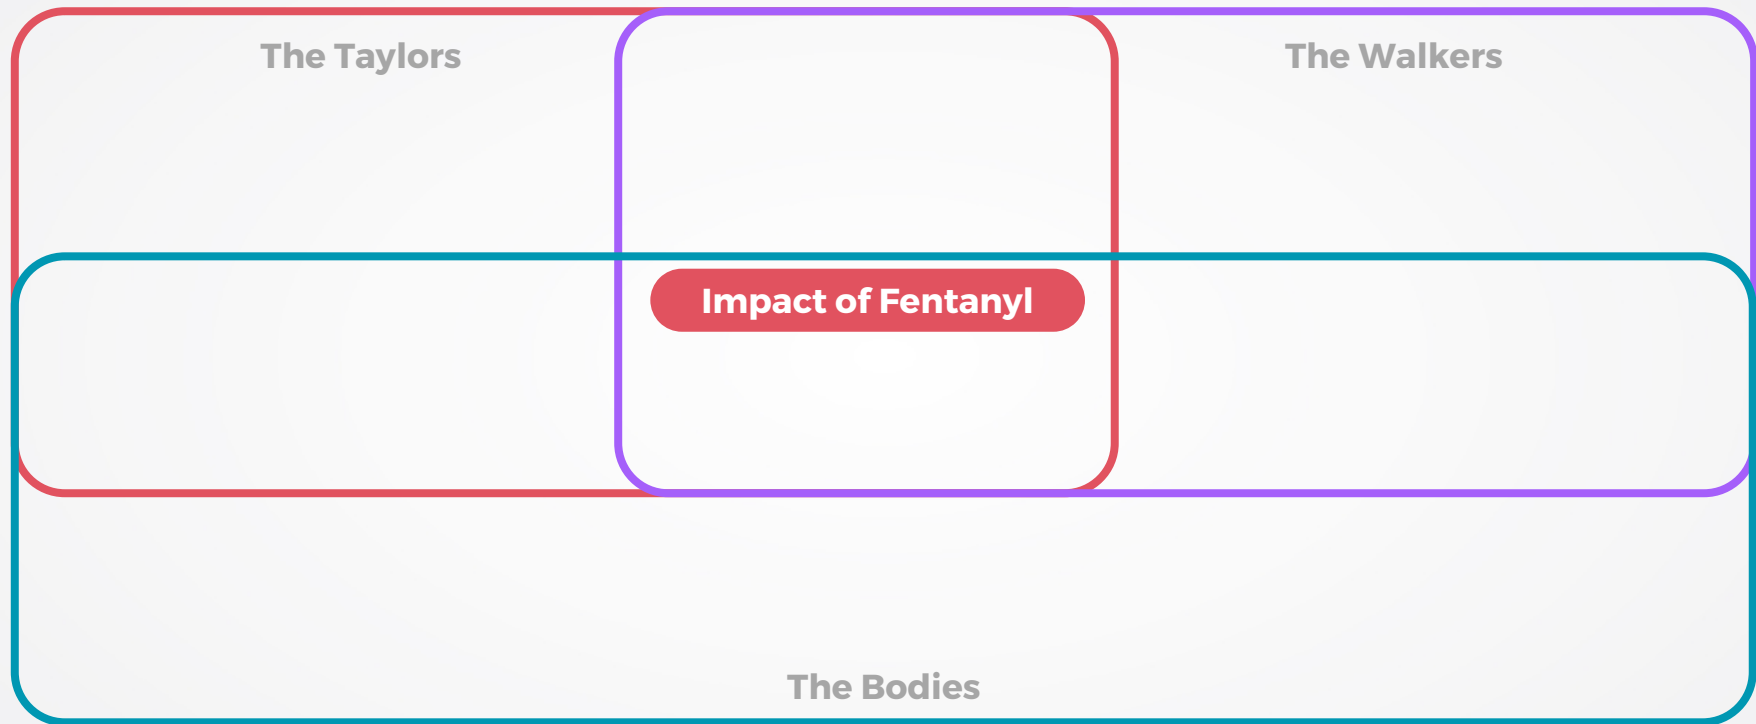 The Taylors
The Walkers
Impact of Fentanyl
The Bodies